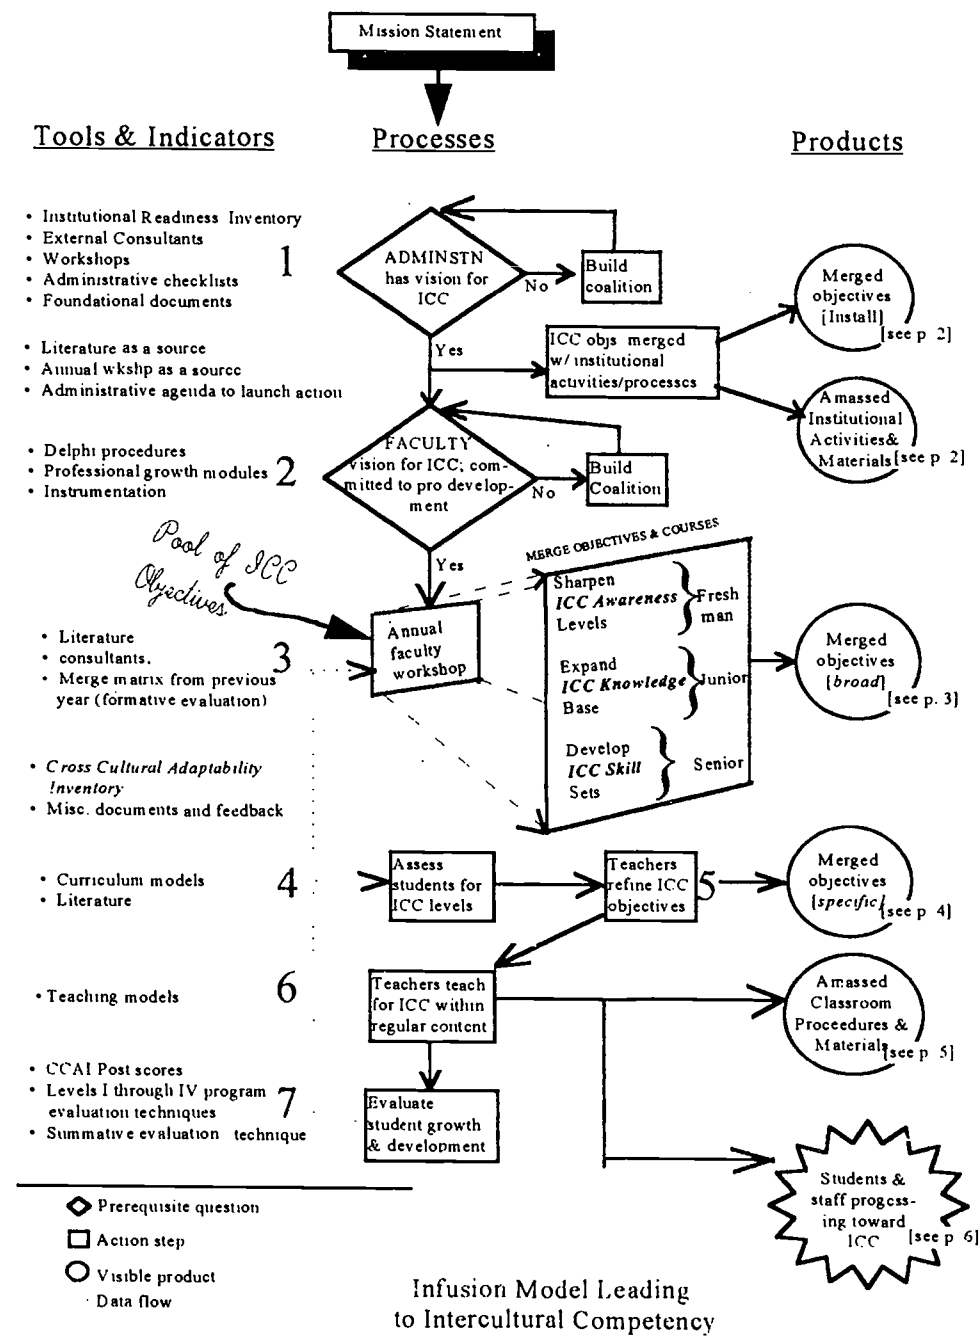 Mission Statement
Tools & Indicators
Processes
Products
• Institutional Readiness Inventory
• External Consultants
• Workshops
• Administrative checklists
• Foundational documents
1
ADMINSTN
has vision for
ICC
No
Build
coalition
Merged
objectives
[Install]
[see p 2]
• Literature as a source
• Annual wkshp as a source
• Administrative agenda to launch action
Yes
ICC objs merged
w/institutional
activities/processes
Amassed
Institutional
Activities&
Materials
[see p 2]
• Delphi procedures
• Professional growth modules
• Instrumentation
2
FACULTY
vision for ICC; com-
mitted to pro develop-
ment
No
Build
Coalition
Yes
Pool of ICC
Objectives
MERGE OBJECTIVES & COURSES
• Literature
• consultants.
• Merge matrix from previous
year (formative evaluation)
3
Annual
faculty
workshop
Sharpen
ICC Awareness
Levels
Fresh
man
Expand
ICC Knowledge
Base
Junior
Develop
ICC Skill
Sets
Senior
Merged
objectives
[broad]
[see p. 3]
• Cross Cultural Adaptability
Inventory
• Misc. documents and feedback
• Curriculum models
• Literature
4
Assess
students for
ICC levels
Teachers
refine ICC
objectives
5
Merged
objectives
[specific]
[see p 4]
• Teaching models
6
Teachers teach
for ICC within
regular content
Amassed
Classroom
Proceedures &
Materials
[see p 5]
• CCAI Post scores
• Levels I through IV program
evaluation techniques
• Summative evaluation technique
7
Evaluate
student growth
& development
Students &
staff progess-
ing toward
ICC
[see p 6]
Prerequisite question
Action step
Visible product
Data flow
Infusion Model Leading
to Intercultural Competency